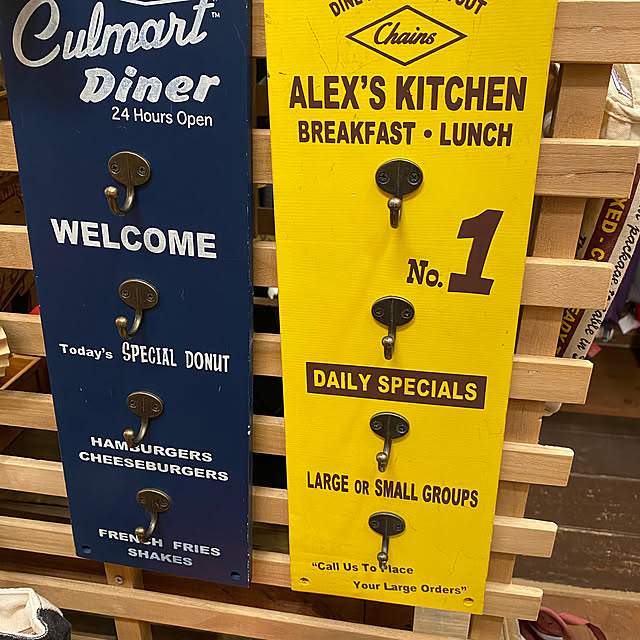 Culmart™
Diner
24 Hours Open
WELCOME
Today's SPECIAL DONUT
HAMBURGERS
CHEESEBURGERS
FRENCH FRIES
SHAKES
Chains
ALEX'S KITCHEN
BREAKFAST • LUNCH
No. 1
DAILY SPECIALS
LARGE OR SMALL GROUPS
"Call Us To Place
Your Large Orders"